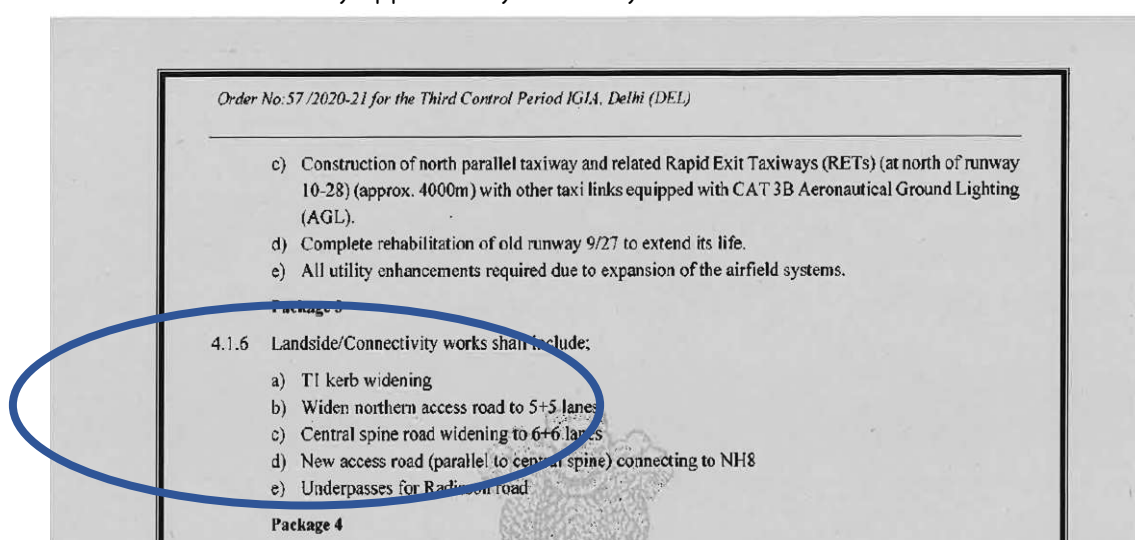 Order No:57/2020-21 for the Third Control Period IGIA, Delhi (DEL)
c) Construction of north parallel taxiway and related Rapid Exit Taxiways (RETs) (at north of runway
10-28) (approx. 4000m) with other taxi links equipped with CAT 3B Aeronautical Ground Lighting
(AGL).
d) Complete rehabilitation of old runway 9/27 to extend its life.
e) All utility enhancements required due to expansion of the airfield systems.
Package 3
4.1.6 Landside/Connectivity works shall include;
a) T1 kerb widening
b) Widen northern access road to 5+5 lanes
c) Central spine road widening to 6+6 lanes
d) New access road (parallel to central spine) connecting to NH8
e) Underpasses for road
Package 4